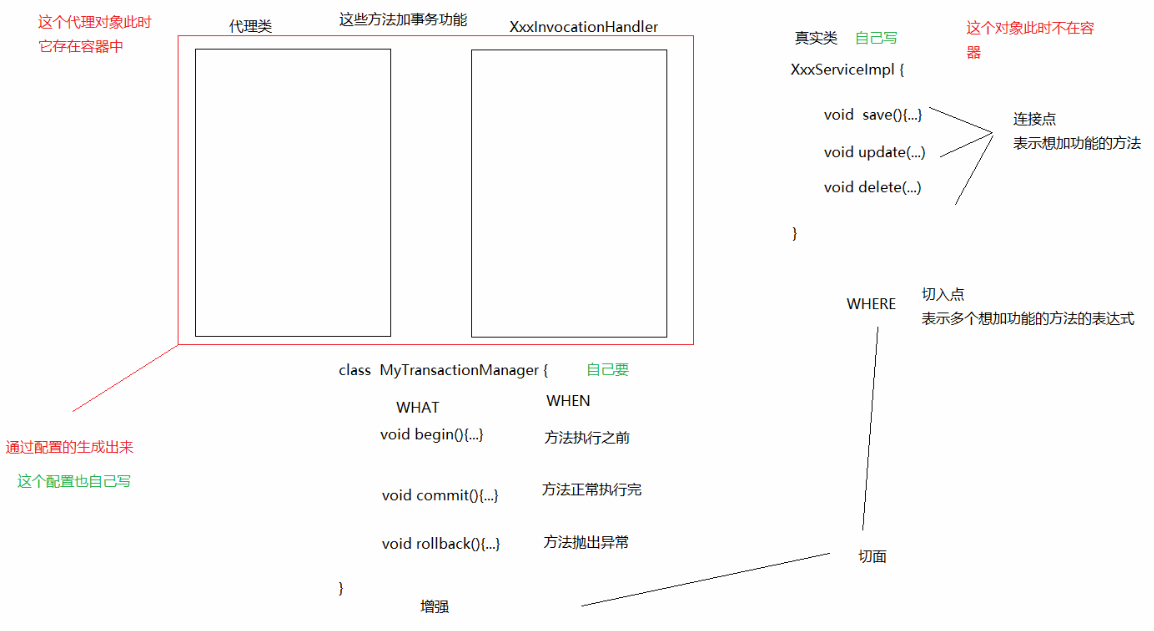 这个代理对象此时
它存在容器中
代理类
这些方法加事务功能
XxxInvocationHandler
真实类 自己写
这个对象此时不在容
器
XxxServiceImpl {
void save(){...}
void update(...)
void delete(...)
}
连接点
表示想加功能的方法
WHERE
切入点
表示多个想加功能的方法的表达式
class MyTransactionManager {
自己要
WHAT
WHEN
void begin(){...}
方法执行之前
void commit(){...}
方法正常执行完
void rollback(){...}
方法抛出异常
}
增强
切面
通过配置的生成出来
这个配置也自己写